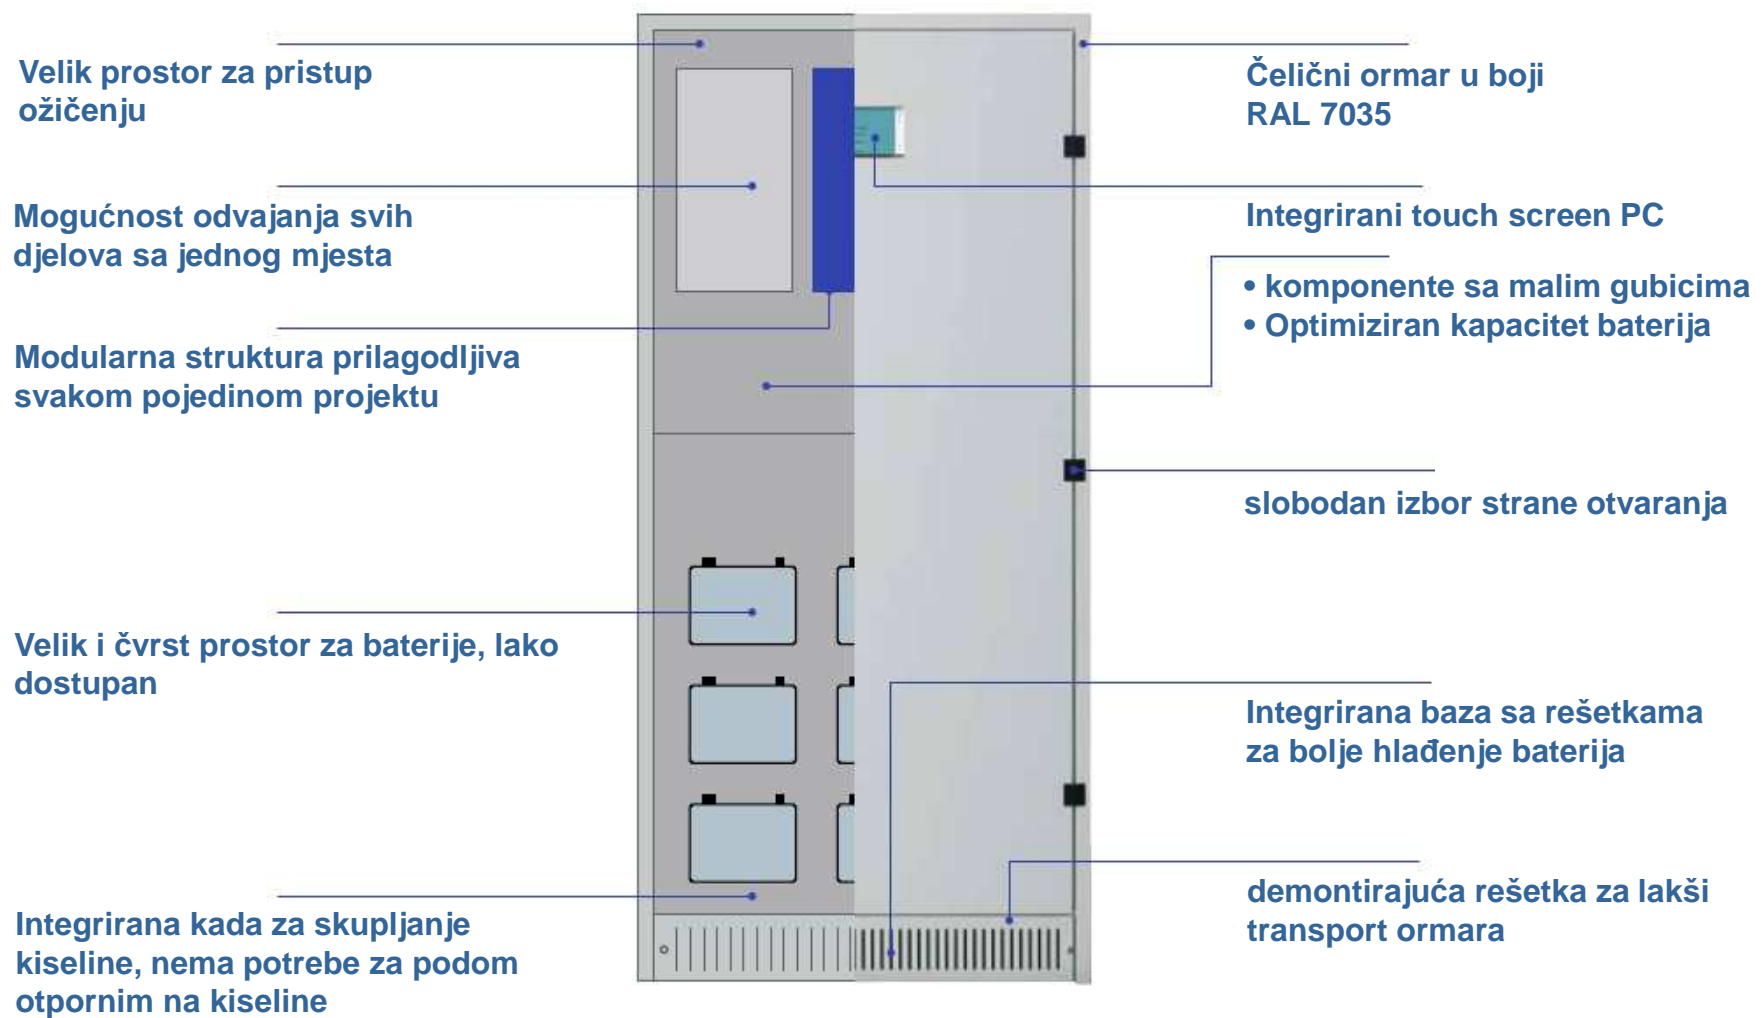 Velik prostor za pristup
ožičenju
Mogućnost odvajanja svih
djelova sa jednog mjesta
Modularna struktura prilagodljiva
svakom pojedinom projektu
Velik i čvrst prostor za baterije, lako
dostupan
Integrirana kada za skupljanje
kiseline, nema potrebe za podom
otpornim na kiseline
Čelični ormar u boji
RAL 7035
Integrirani touch screen PC
• komponente sa malim gubicima
• Optimiziran kapacitet baterija
slobodan izbor strane otvaranja
Integrirana baza sa rešetkama
za bolje hlađenje baterija
demontirajuća rešetka za lakši
transport ormara